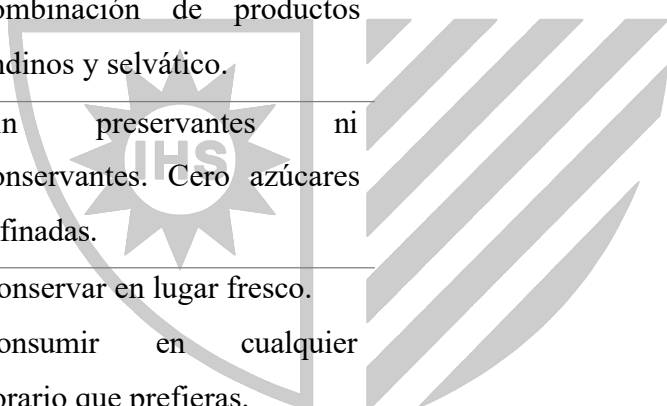 ombinación de productos
ndinos y selvático.
n preservantes ni
onservantes. Cero azúcares
finadas.
onservar en lugar fresco.
onsumir en cualquier
orario que prefieras.
IHS